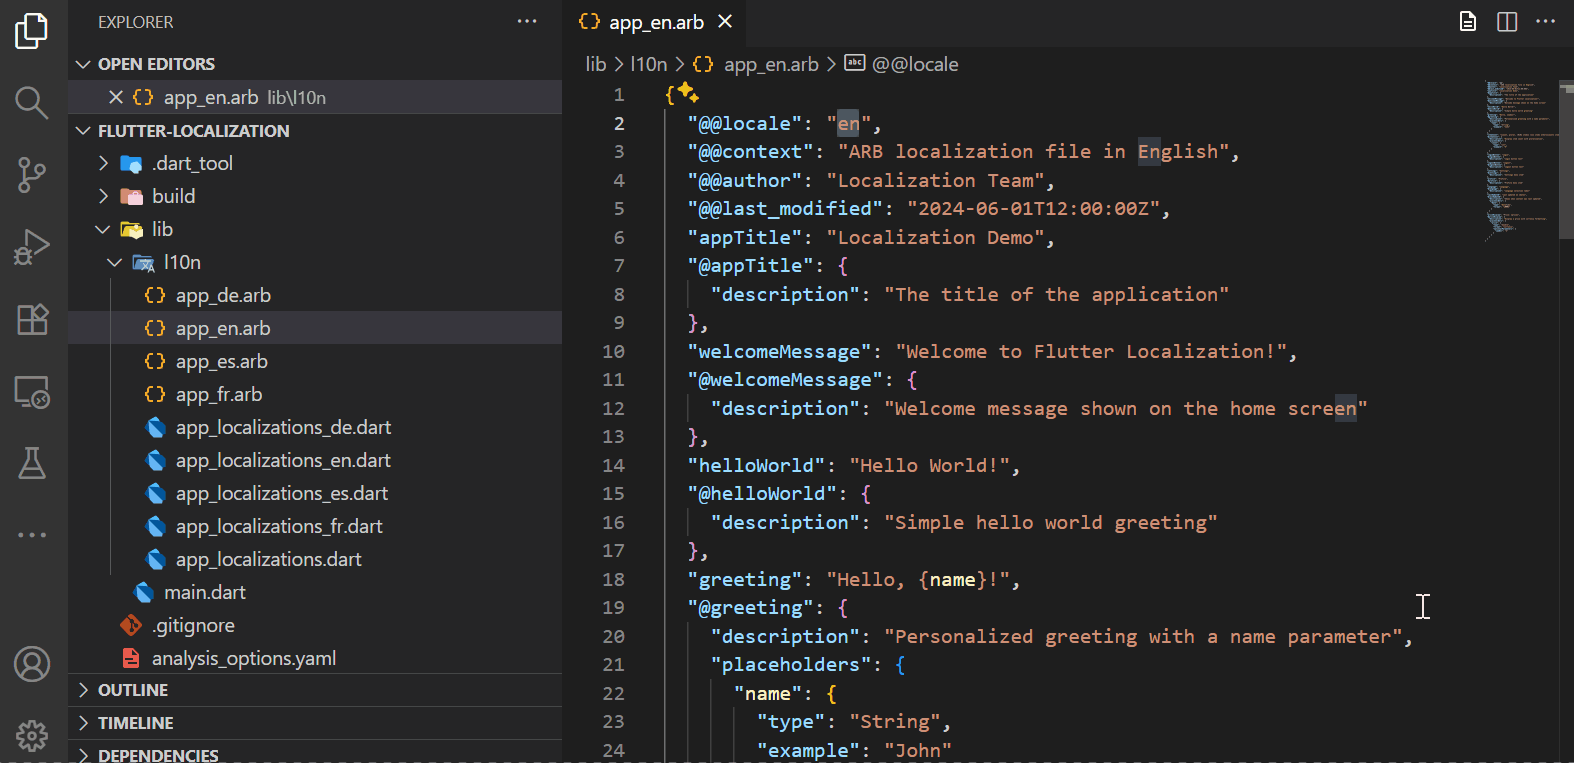 EXPLORER
OPEN EDITORS
app_en.arb lib\l10n
FLUTTER-LOCALIZATION
.dart_tool
build
lib
l10n
app_de.arb
app_en.arb
app_es.arb
app_fr.arb
app_localizations_de.dart
app_localizations_en.dart
app_localizations_es.dart
app_localizations_fr.dart
app_localizations.dart
main.dart
.gitignore
analysis_options.yaml
OUTLINE
TIMELINE
DEPENDENCIES
app_en.arb
lib > l10n > {} app_en.arb > abc @@locale
1 {
2 "@@locale": "en",
3 "@@context": "ARB localization file in English",
4 "@@author": "Localization Team",
5 "@@last_modified": "2024-06-01T12:00:00Z",
6 "appTitle": "Localization Demo",
7 "@appTitle": {
8 "description": "The title of the application"
9 },
10 "welcomeMessage": "Welcome to Flutter Localization!",
11 "@welcomeMessage": {
12 "description": "Welcome message shown on the home screen"
13 },
14 "helloWorld": "Hello World!",
15 "@helloWorld": {
16 "description": "Simple hello world greeting"
17 },
18 "greeting": "Hello, {name}!",
19 "@greeting": {
20 "description": "Personalized greeting with a name parameter",
21 "placeholders": {
22 "name": {
23 "type": "String",
24 "example": "John"